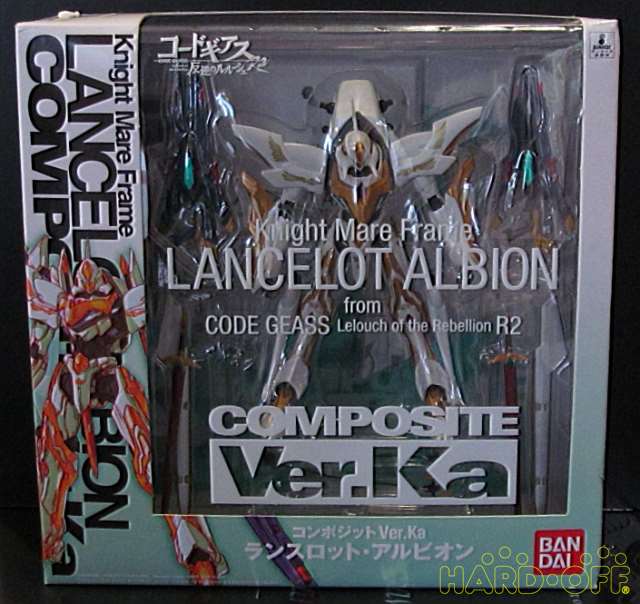 コードギアス
反逆のルルーシュR2
Knight Mare Frame
LANCELOT ALBION
COMPOSITE Ver.Ka
Knight Mare Frame
LANCELOT ALBION
from
CODE GEASS Lelouch of the Rebellion R2
COMPOSITE
Ver.Ka
コンポジット Ver.Ka
ランスロット・アルビオン
BAN
DAI
HARD-OFF